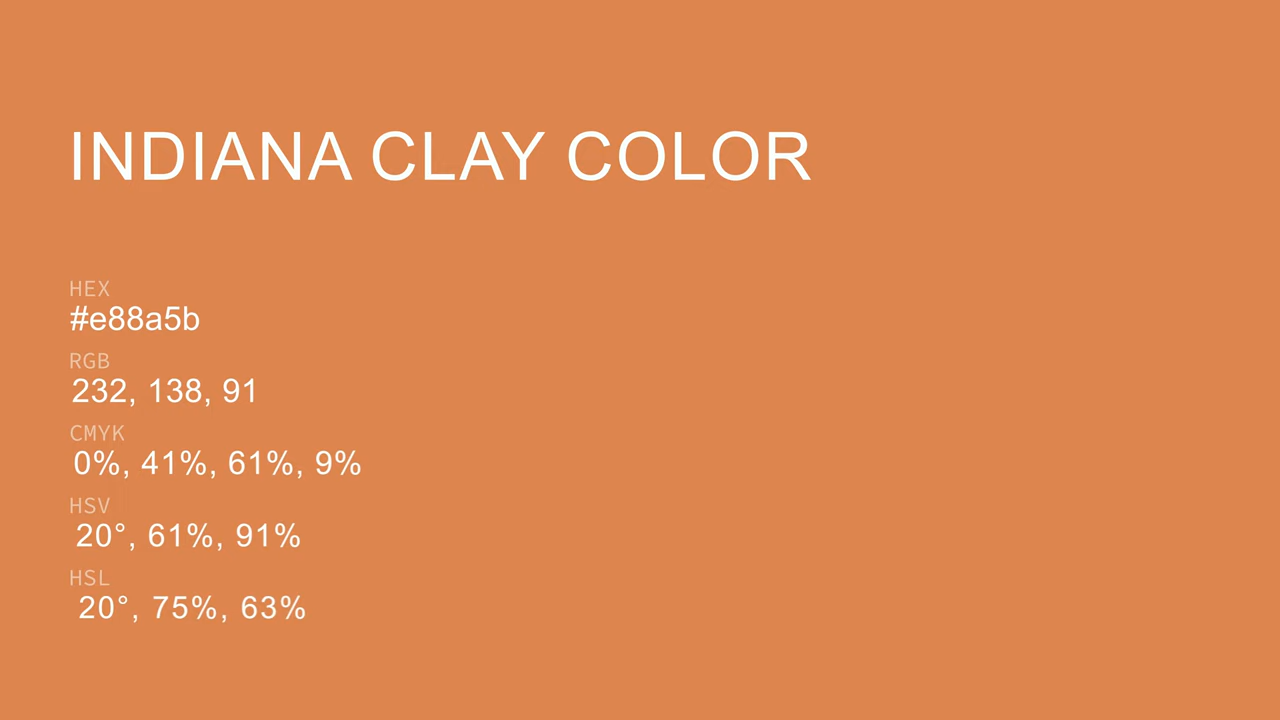 INDIANA CLAY COLOR
HEX
#e88a5b
RGB
232, 138, 91
CMYK
0%, 41%, 61%, 9%
HSV
20°, 61%, 91%
HSL
20°, 75%, 63%